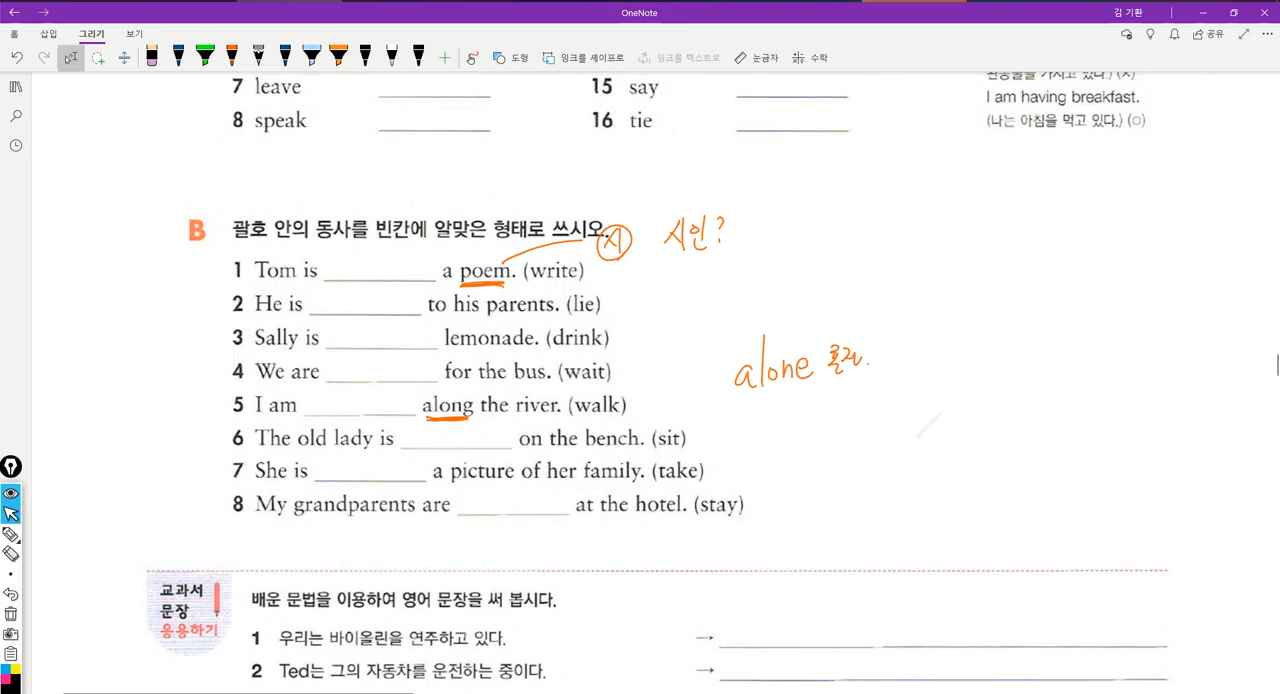 OneNote
김 기환
홈 삽입 그리기 보기
공유
도형 잉크를 셰이프로 잉크를 텍스트로 눈금자 수학
7 leave
15 say
8 speak
16 tie
I am having breakfast.
(나는 아침을 먹고 있다.) (○)
B 괄호 안의 동사를 빈칸에 알맞은 형태로 쓰시오.
시 시인?
1 Tom is a poem. (write)
2 He is to his parents. (lie)
3 Sally is lemonade. (drink)
4 We are for the bus. (wait)
alone 혼자.
5 I am along the river. (walk)
6 The old lady is on the bench. (sit)
7 She is a picture of her family. (take)
8 My grandparents are at the hotel. (stay)
교과서
문장
응용하기
배운 문법을 이용하여 영어 문장을 써 봅시다.
1 우리는 바이올린을 연주하고 있다. →
2 Ted는 그의 자동차를 운전하는 중이다. →